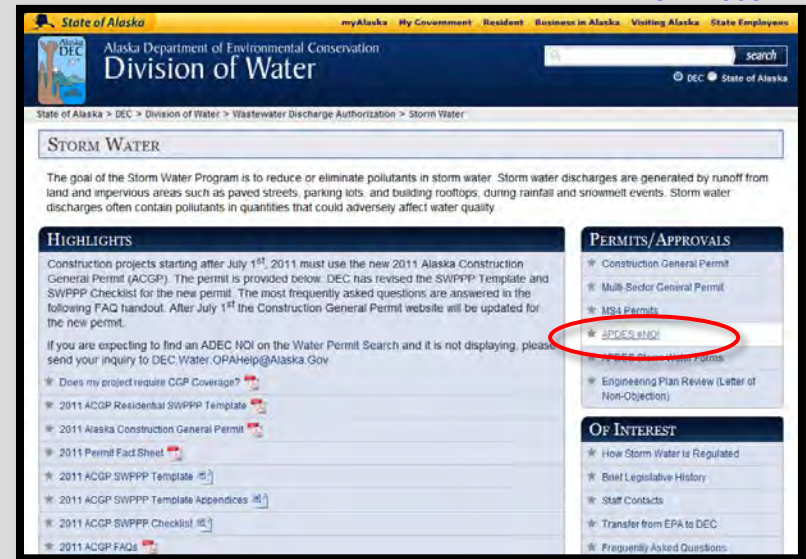 State of Alaska
myAlaska My Government Resident Business in Alaska Visiting Alaska State Employees
Alaska
DEC
Alaska Department of Environmental Conservation
Division of Water
search
DEC State of Alaska
State of Alaska > DEC > Division of Water > Wastewater Discharge Authorization > Storm Water
STORM WATER
The goal of the Storm Water Program is to reduce or eliminate pollutants in storm water. Storm water discharges are generated by runoff from
land and impervious areas such as paved streets, parking lots, and building rooftops, during rainfall and snowmelt events. Storm water
discharges often contain pollutants in quantities that could adversely affect water quality.
HIGHLIGHTS
Construction projects starting after July 1st, 2011 must use the new 2011 Alaska Construction
General Permit (ACGP). The permit is provided below. DEC has revised the SWPPP Template and
SWPPP Checklist for the new permit. The most frequently asked questions are answered in the
following FAQ handout. After July 1st the Construction General Permit website will be updated for
the new permit.
If you are expecting to find an ADEC NOI on the Water Permit Search and it is not displaying, please
send your inquiry to DEC.Water.OPAHelp@Alaska.Gov
Does my project require CGP Coverage?
2011 ACGP Residential SWPPP Template
2011 Alaska Construction General Permit
2011 Permit Fact Sheet
2011 ACGP SWPPP Template
2011 ACGP SWPPP Template Appendices
2011 ACGP SWPPP Checklist
2011 ACGP FAQs
PERMITS/APPROVALS
Construction General Permit
Multi-Sector General Permit
MS4 Permits
APDES eNOI
APDES Storm Water Forms
Engineering Plan Review (Letter of
Non-Objection)
OF INTEREST
How Storm Water is Regulated
Brief Legislative History
Staff Contacts
Transfer from EPA to DEC
Frequently Asked Questions